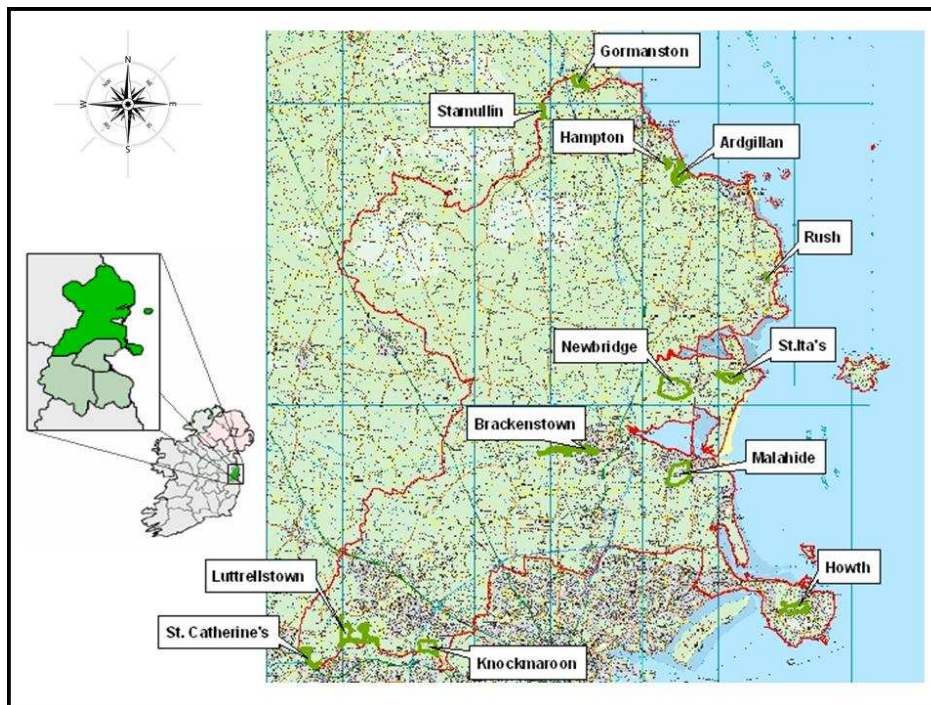 Gormanston
Stamullin
Hampton
Ardgillan
Rush
Newbridge
St.Ita's
Brackenstown
Malahide
Howth
Luttrellstown
St. Catherine's
Knockmaroon
N
W
E
S